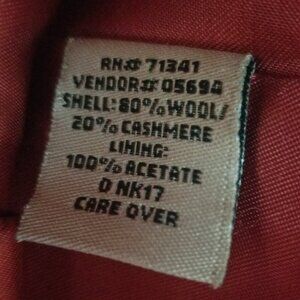 RN# 71341
VENDOR# 05694
SHELL: 80% WOOL/
20% CASHMERE
LINING:
100% ACETATE
D NK17
CARE OVER